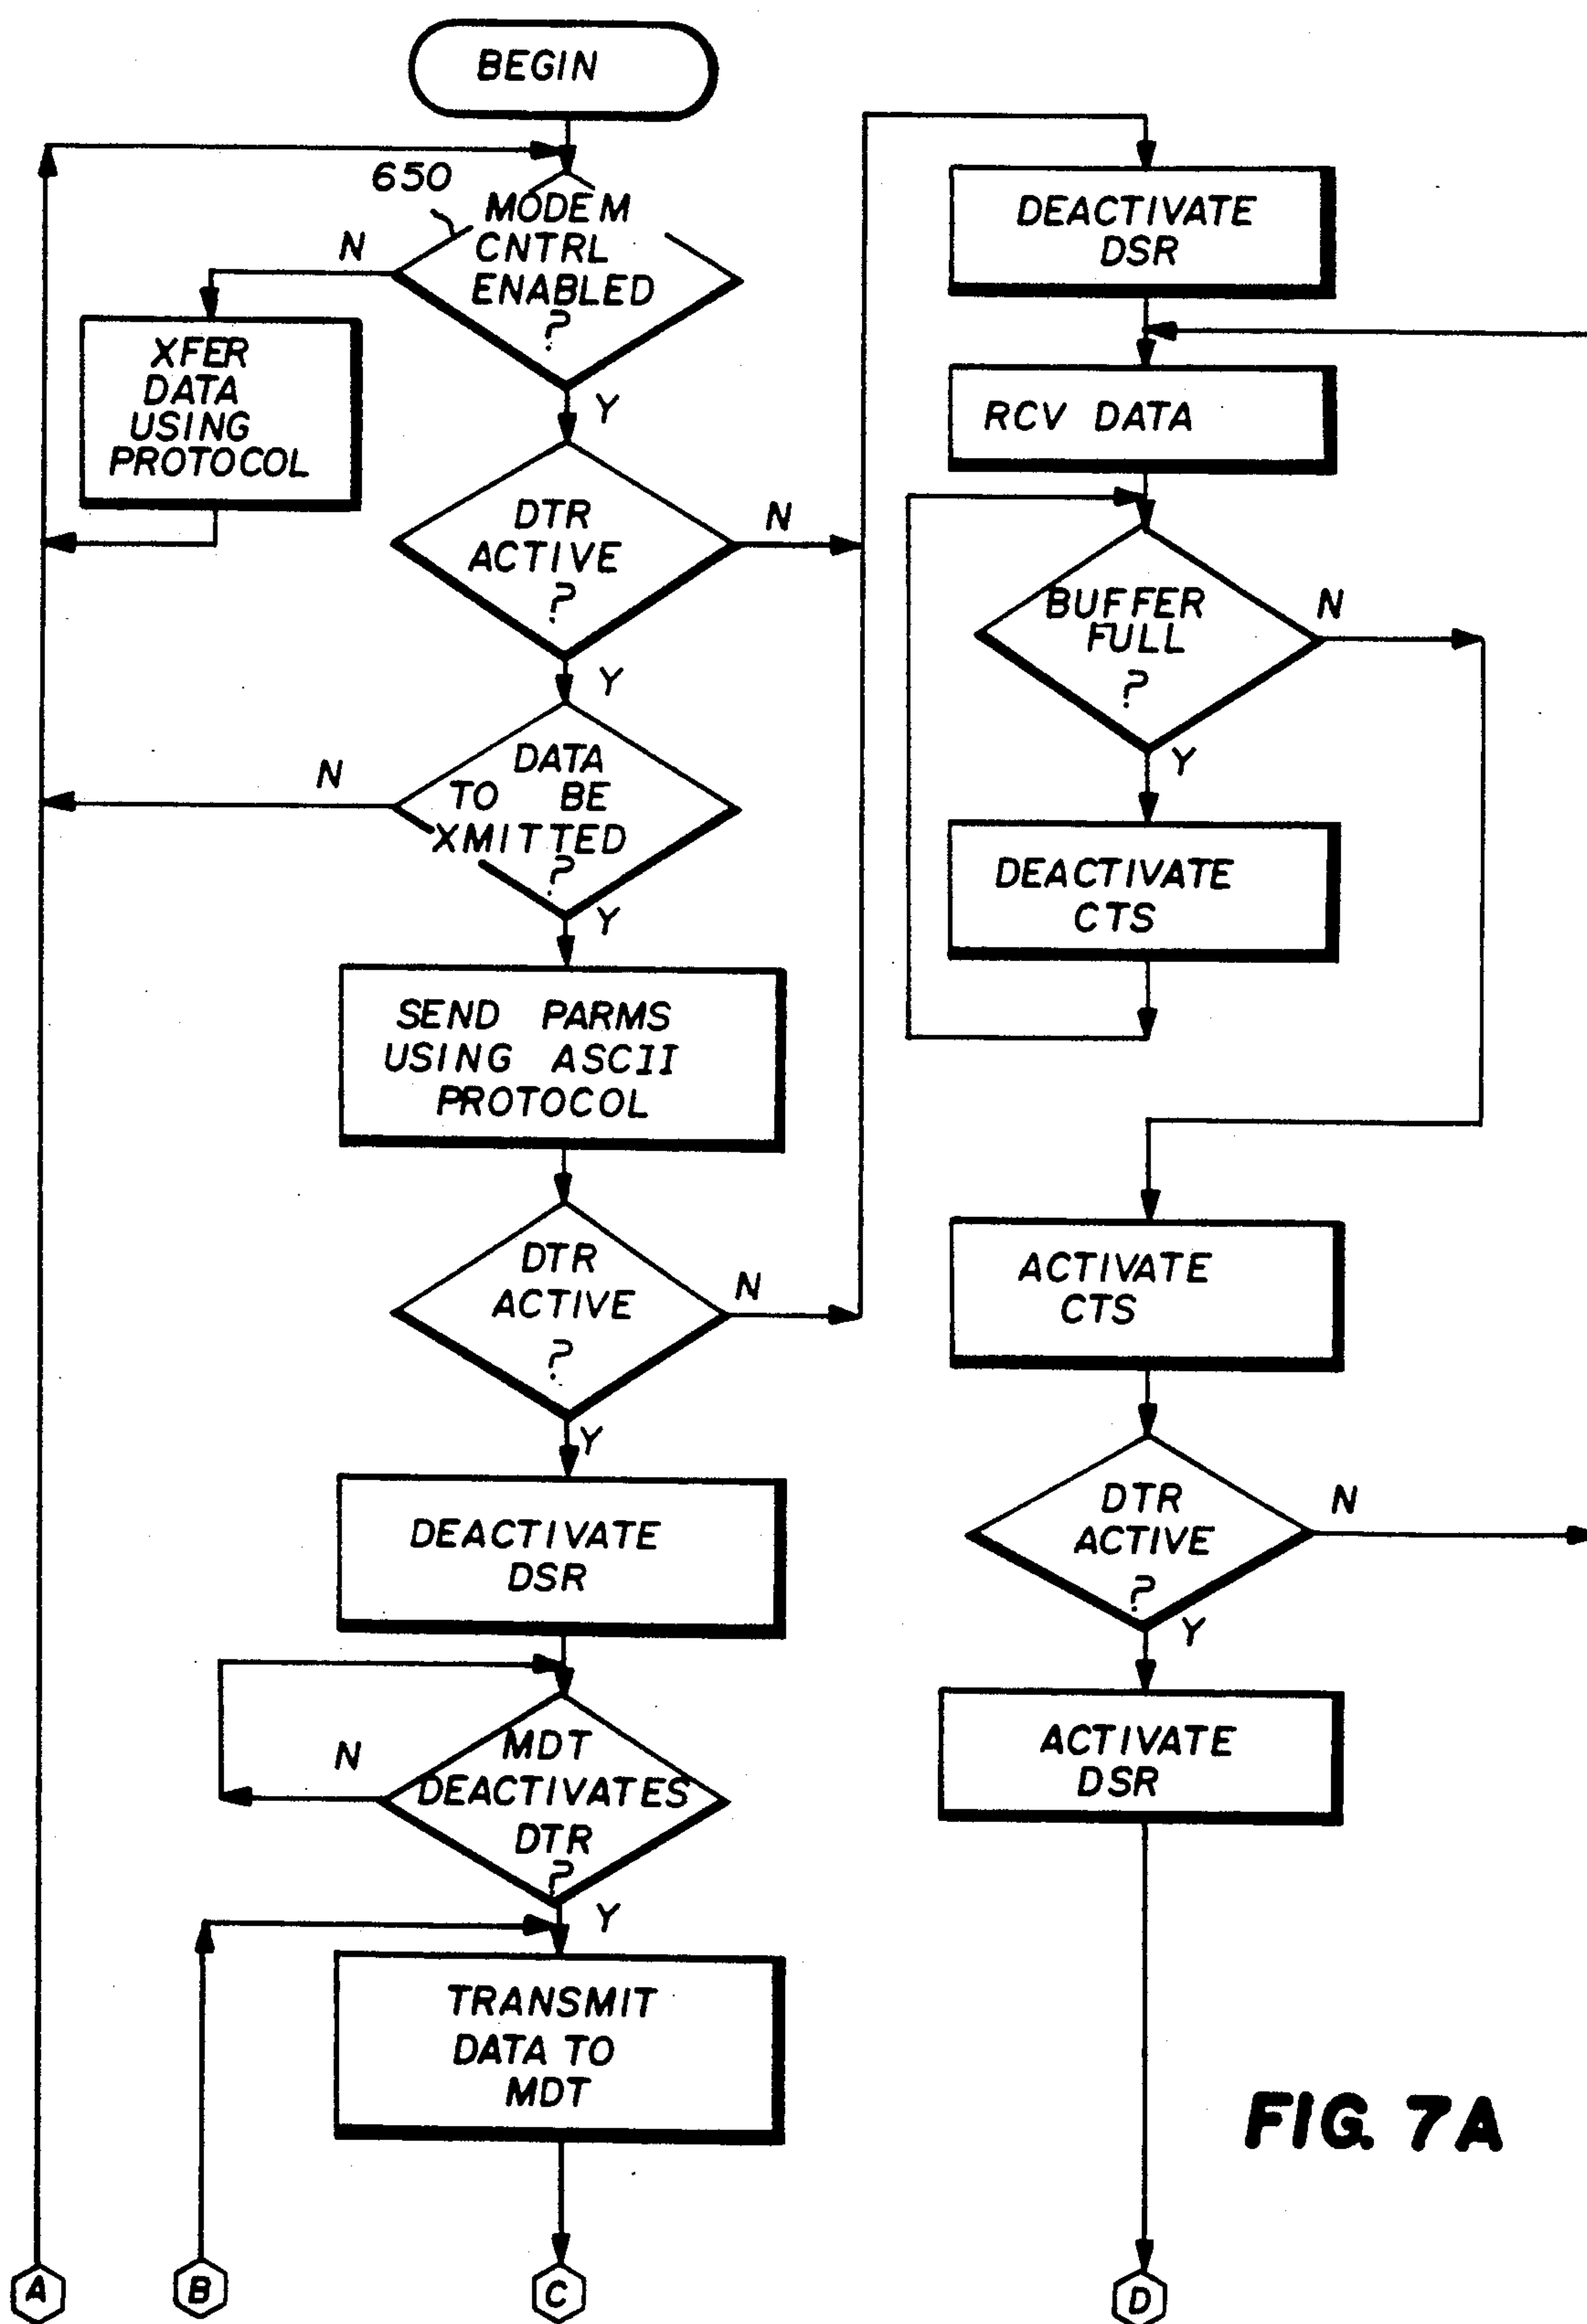 BEGIN
650
MODEM
CNTRL
ENABLED
?
N
Y
XFER
DATA
USING
PROTOCOL
DTR
ACTIVE
?
N
Y
DATA
TO BE
XMITTED
?
N
Y
SEND PARMS
USING ASCII
PROTOCOL
DTR
ACTIVE
?
N
Y
DEACTIVATE
DSR
MDT
DEACTIVATES
DTR
?
N
Y
TRANSMIT
DATA TO
MDT
A
B
C
DEACTIVATE
DSR
RCV DATA
BUFFER
FULL
?
N
Y
DEACTIVATE
CTS
ACTIVATE
CTS
DTR
ACTIVE
?
N
Y
ACTIVATE
DSR
D
FIG. 7A